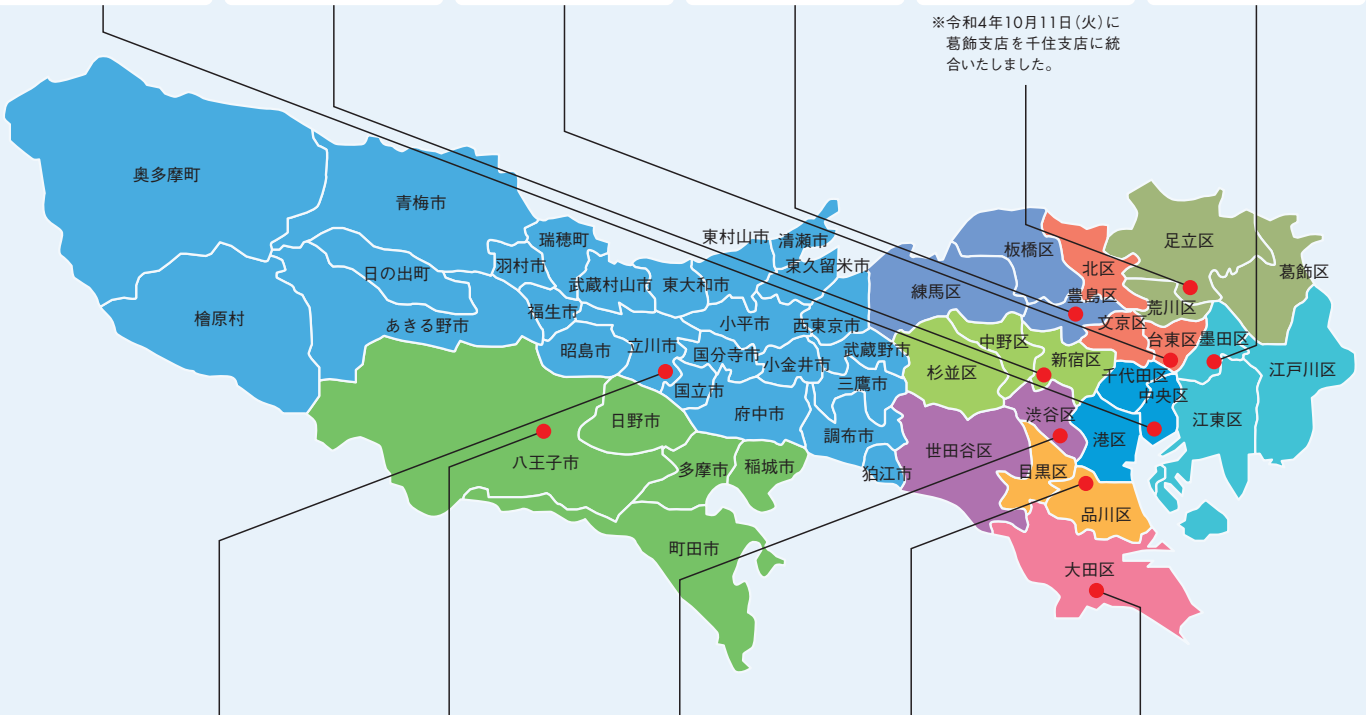 ※令和4年10月11日(火)に
葛飾支店を千住支店に統
合いたしました。
奥多摩町
青梅市
瑞穂町
羽村市
日の出町
檜原村
あきる野市
福生市
武蔵村山市
東大和市
東村山市
清瀬市
東久留米市
小平市
西東京市
昭島市
立川市
国分寺市
小金井市
武蔵野市
国立市
三鷹市
府中市
調布市
狛江市
日野市
八王子市
多摩市
稲城市
町田市
板橋区
北区
足立区
葛飾区
練馬区
豊島区
荒川区
文京区
台東区
墨田区
中野区
新宿区
杉並区
千代田区
中央区
江戸川区
江東区
渋谷区
港区
世田谷区
目黒区
品川区
大田区